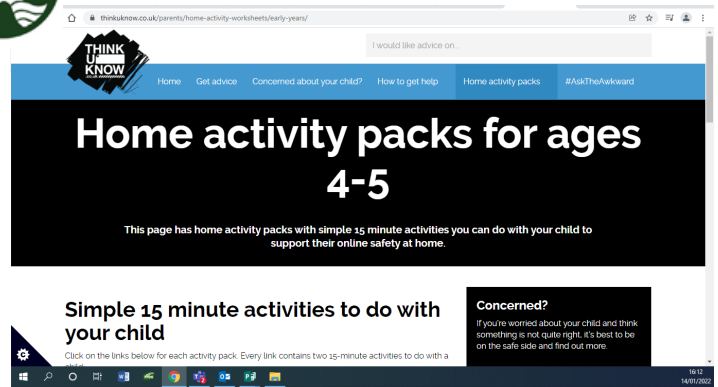 thinkuknow.co.uk/parents/home-activity-worksheets/early-years/
THINK
U
KNOW
.co.uk
I would like advice on...
Home Get advice Concerned about your child? How to get help Home activity packs #AskTheAwkward
Home activity packs for ages
4-5
This page has home activity packs with simple 15 minute activities you can do with your child to
support their online safety at home.
Simple 15 minute activities to do with
your child
Click on the links below for each activity pack. Every link contains two 15-minute activities to do with a
Concerned?
If you're worried about your child and think
something is not quite right, it's best to be
on the safe side and find out more.
16:12
14/01/2022